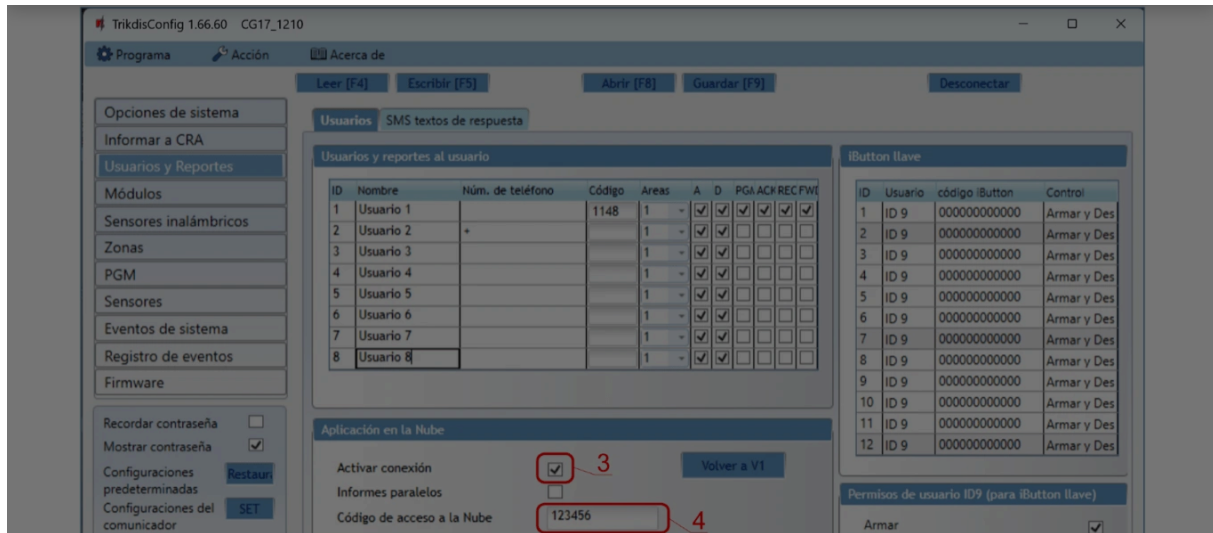 TrikdisConfig 1.66.60 CG17_1210
Programa Acción Acerca de
Leer [F4] Escribir [F5] Abrir [F8] Guardar [F9] Desconectar
Opciones de sistema
Informar a CRA
Usuarios y Reportes
Módulos
Sensores inalámbricos
Zonas
PGM
Sensores
Eventos de sistema
Registro de eventos
Firmware
Recordar contraseña
Mostrar contraseña
Configuraciones predeterminadas Restaur
Configuraciones del comunicador SET
Usuarios SMS textos de respuesta
Usuarios y reportes al usuario
ID Nombre Núm. de teléfono Código Areas A D PGM ACK REC FWD
1 Usuario 1 1148 1
2 Usuario 2 + 1
3 Usuario 3 1
4 Usuario 4 1
5 Usuario 5 1
6 Usuario 6 1
7 Usuario 7 1
8 Usuario 8 1
Aplicación en la Nube
Activar conexión 3 Volver a V1
Informes paralelos
Código de acceso a la Nube 123456 4
iButton llave
ID Usuario código iButton Control
1 ID 9 000000000000 Armar y Des
2 ID 9 000000000000 Armar y Des
3 ID 9 000000000000 Armar y Des
4 ID 9 000000000000 Armar y Des
5 ID 9 000000000000 Armar y Des
6 ID 9 000000000000 Armar y Des
7 ID 9 000000000000 Armar y Des
8 ID 9 000000000000 Armar y Des
9 ID 9 000000000000 Armar y Des
10 ID 9 000000000000 Armar y Des
11 ID 9 000000000000 Armar y Des
12 ID 9 000000000000 Armar y Des
Permisos de usuario ID9 (para iButton llave)
Armar